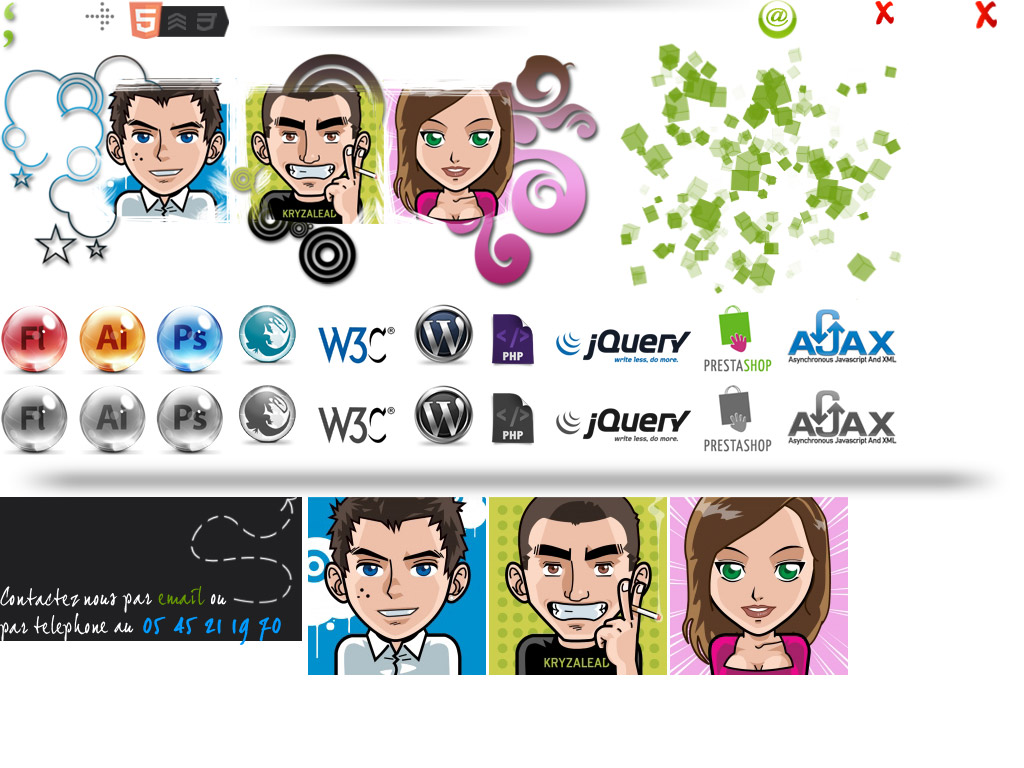 5 3
@
KRYZALEAD
Fl Ai Ps W3C® W <​/> PHP jQuery write less, do more. PRESTASHOP AJAX Asynchronous Javascript And XML
Fl Ai Ps W3C® W </> PHP jQuery write less, do more. PRESTASHOP AJAX Asynchronous Javascript And XML
Contactez nous par email ou
par telephone au 05 45 21 19 70
KRYZALEAD